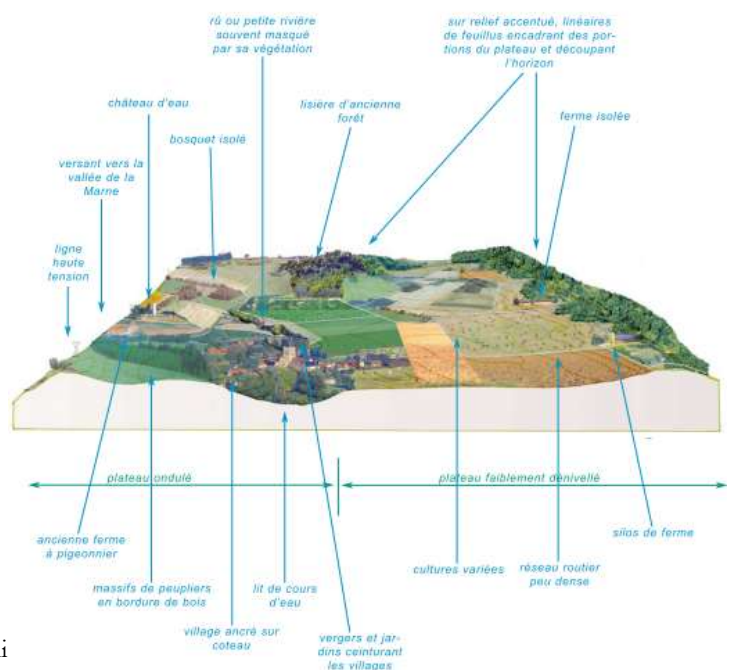 rû ou petite rivière
souvent masqué
par sa végétation
sur relief accentué, linéaires
de feuillus encadrant des por-
tions du plateau et découpant
l'horizon
château d'eau
lisière d'ancienne
forêt
ferme isolée
bosquet isolé
versant vers la
vallée de la
Marne
ligne
haute
tension
plateau ondulé
plateau faiblement dénivellé
ancienne ferme
à pigeonnier
silos de ferme
massifs de peupliers
en bordure de bois
lit de cours
d'eau
cultures variées
réseau routier
peu dense
village ancré sur
coteau
vergers et jar-
dins ceinturant
les villages